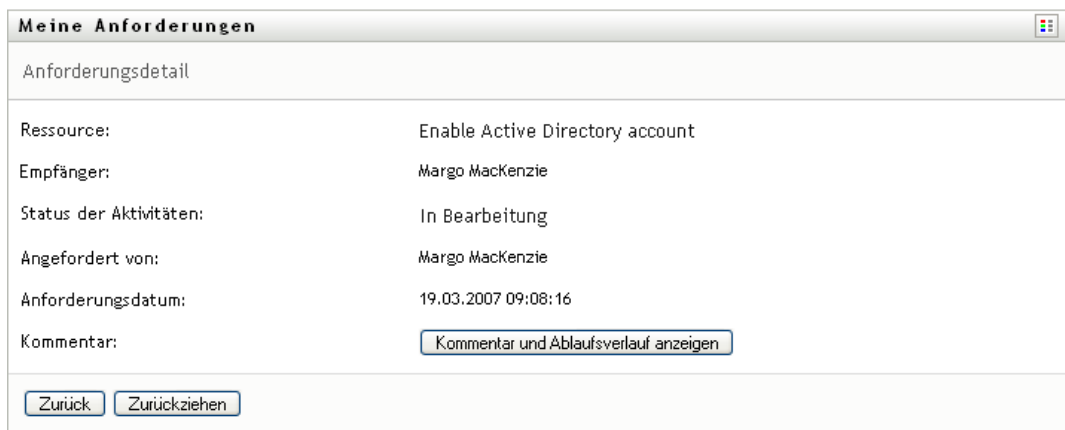 Meine Anforderungen
Anforderungsdetail
Ressource: Enable Active Directory account
Empfänger: Margo MacKenzie
Status der Aktivitäten: In Bearbeitung
Angefordert von: Margo MacKenzie
Anforderungsdatum: 19.03.2007 09:08:16
Kommentar: Kommentar und Ablaufsverlauf anzeigen
Zurück Zurückziehen